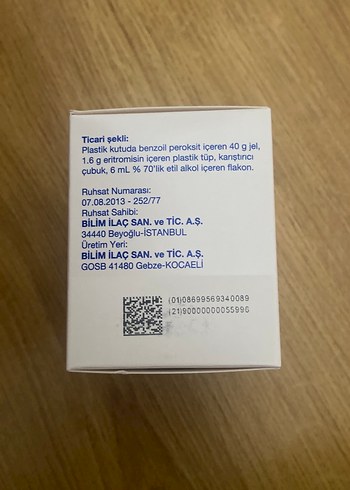 Ticari şekli:
Plastik kutuda benzoil peroksit içeren 40 g jel,
1.6 g eritromisin içeren plastik tüp, karıştırıcı
çubuk, 6 mL % 70'lik etil alkol içeren flakon.
Ruhsat Numarası:
07.08.2013 - 252/77
Ruhsat Sahibi:
BİLİM İLAÇ SAN. ve TİC. A.Ş.
34440 Beyoğlu-İSTANBUL
Üretim Yeri:
BİLİM İLAÇ SAN. ve TİC. A.Ş.
GOSB 41480 Gebze-KOCAELİ
(01)08699569340089
(21)9000000005599G